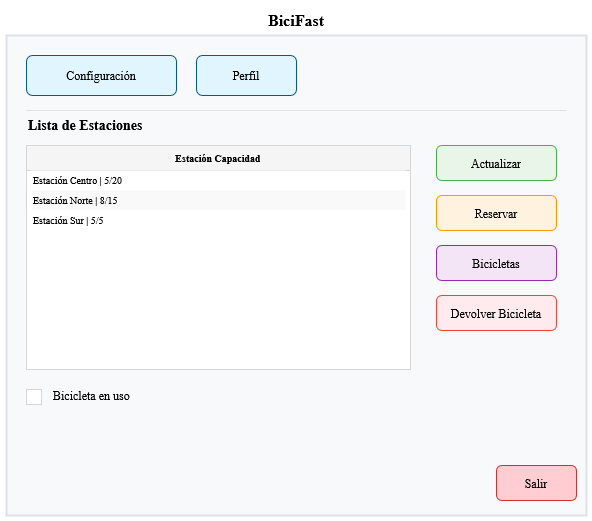 BiciFast
Configuración
Perfil
Lista de Estaciones
Estación Capacidad
Estación Centro | 5/20
Estación Norte | 8/15
Estación Sur | 5/5
Actualizar
Reservar
Bicicletas
Devolver Bicicleta
Bicicleta en uso
Salir